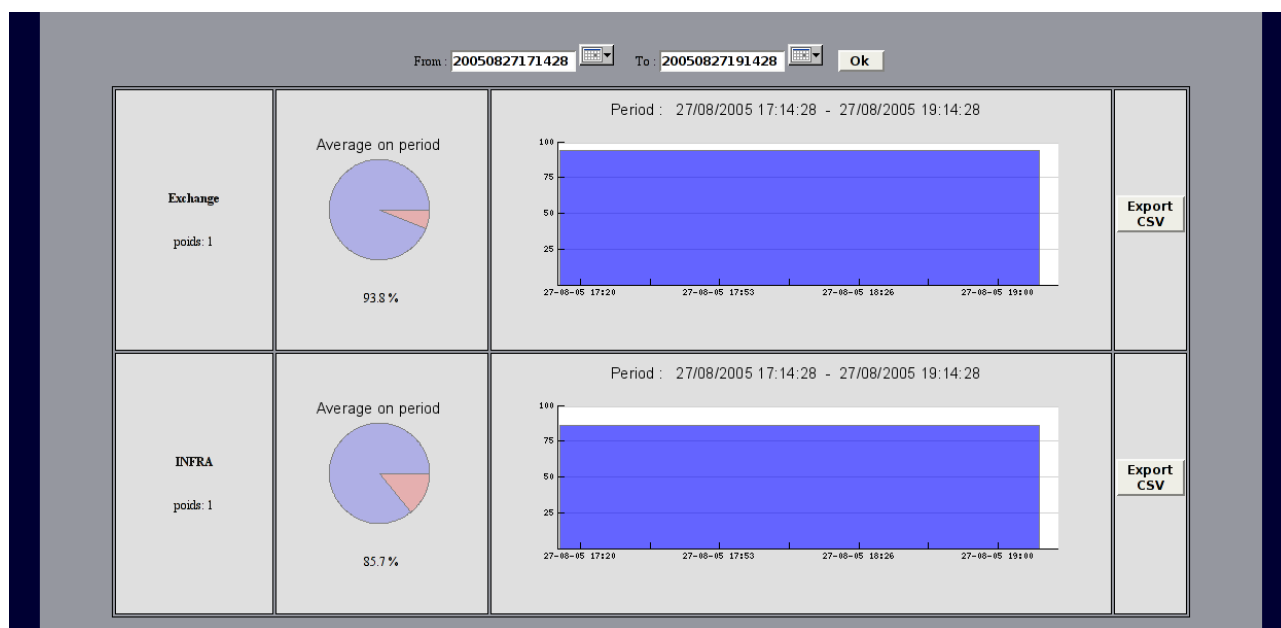 From : 20050827171428 To : 20050827191428 Ok
Exchange
poids: 1
Average on period
93.8 %
Period : 27/08/2005 17:14:28 - 27/08/2005 19:14:28
100
75
50
25
27-08-05 17:20 27-08-05 17:53 27-08-05 18:26 27-08-05 19:00
Export
CSV
INFRA
poids: 1
Average on period
85.7 %
Period : 27/08/2005 17:14:28 - 27/08/2005 19:14:28
100
75
50
25
27-08-05 17:20 27-08-05 17:53 27-08-05 18:26 27-08-05 19:00
Export
CSV